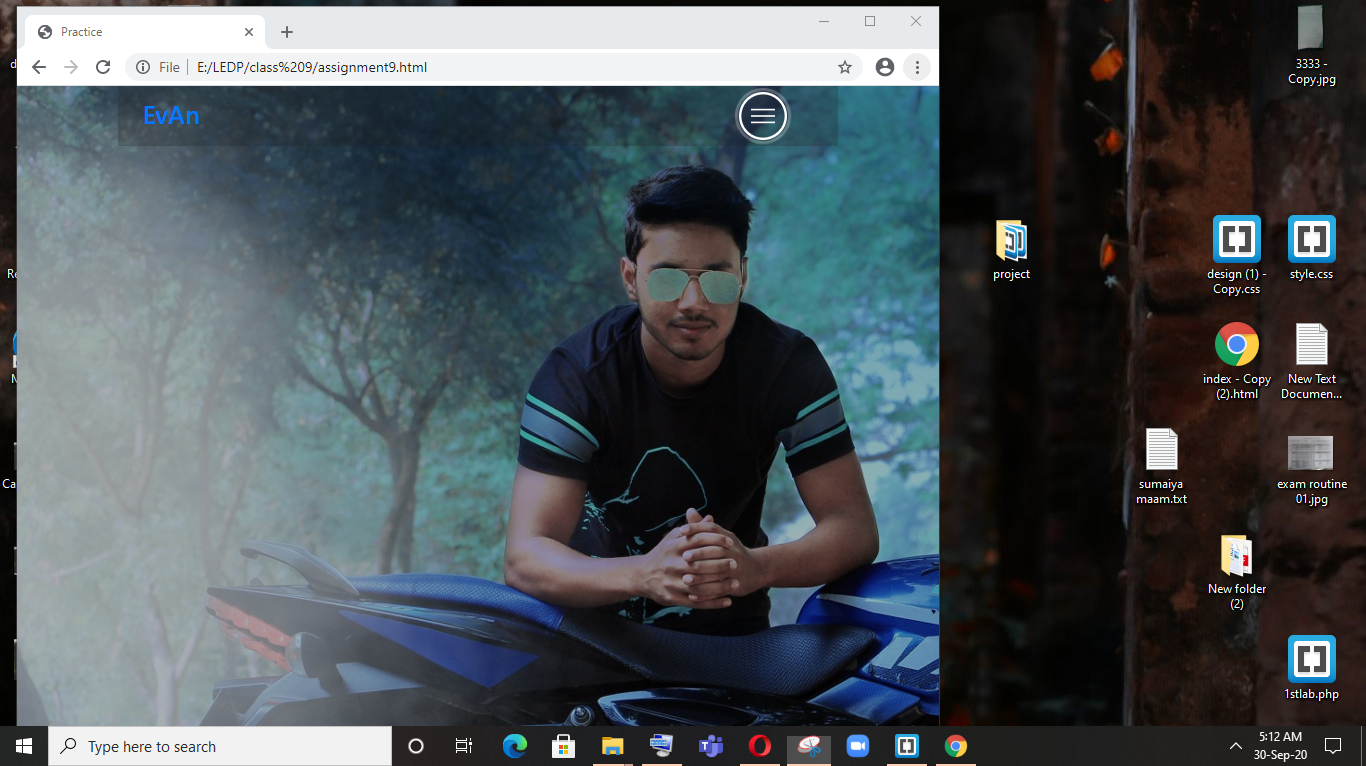 Practice
File
E:/LEDP/class%209/assignment9.html
EvAn
3333 -
Copy.jpg
project
design (1) -
Copy.css
style.css
index - Copy
(2).html
New Text
Documen...
sumaiya
maam.txt
exam routine
01.jpg
New folder
(2)
1stlab.php
Type here to search
5:12 AM
30-Sep-20